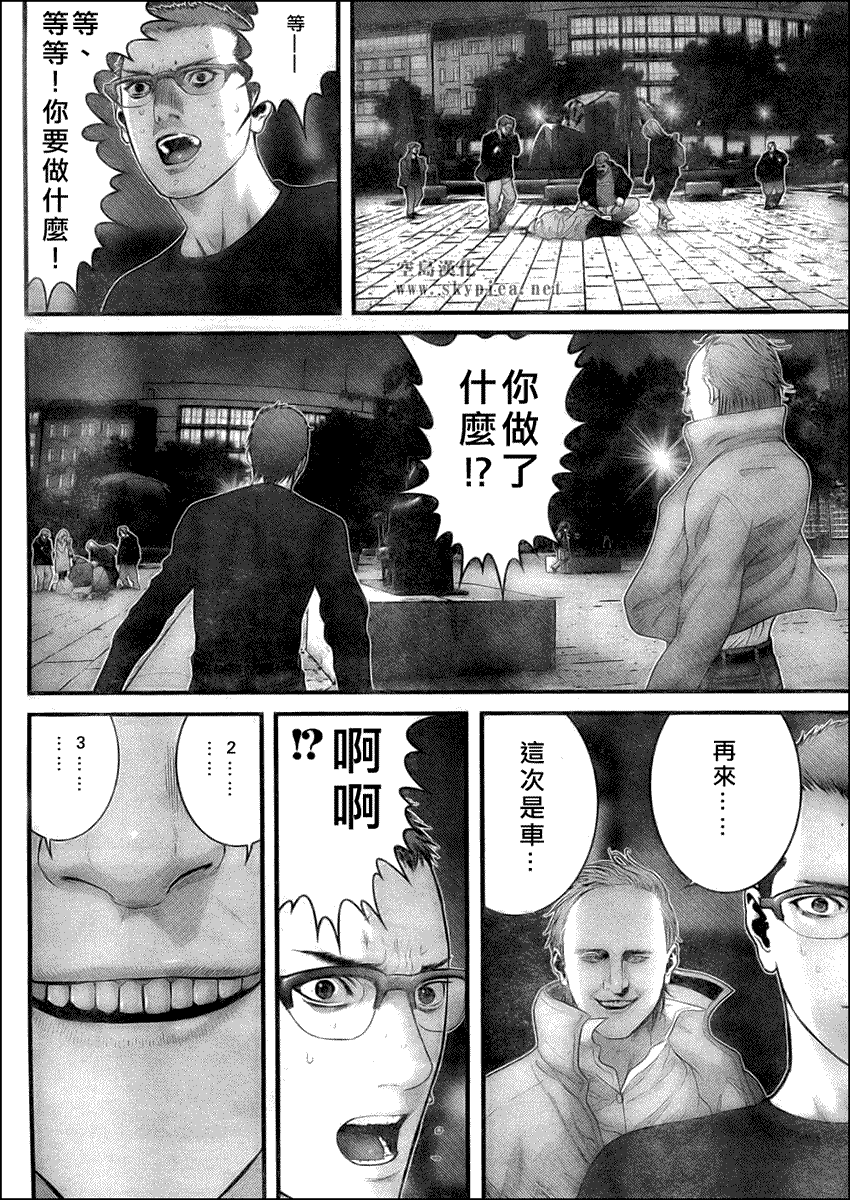 空島漢化
www.skypiea.net
等——
等、
等等！你要做什麼！
你做了
什麼!?
再來……
這次是車…
啊啊
!?
2……
……
3……
……